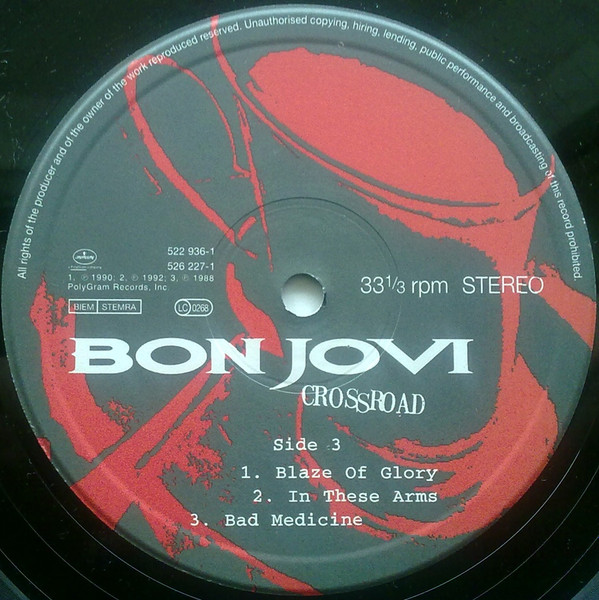 All rights of the producer and of the owner of the work reproduced reserved. Unauthorised copying, hiring, lending, public performance and broadcasting of this record prohibited.
522 936-1
526 227-1
1, ℗ 1990; 2, ℗ 1992; 3, ℗ 1988
PolyGram Records, Inc
BIEM STEMRA LC 0268
33 1/3 rpm STEREO
BON JOVI
CROSSROAD
Side 3
1. Blaze Of Glory
2. In These Arms
3. Bad Medicine